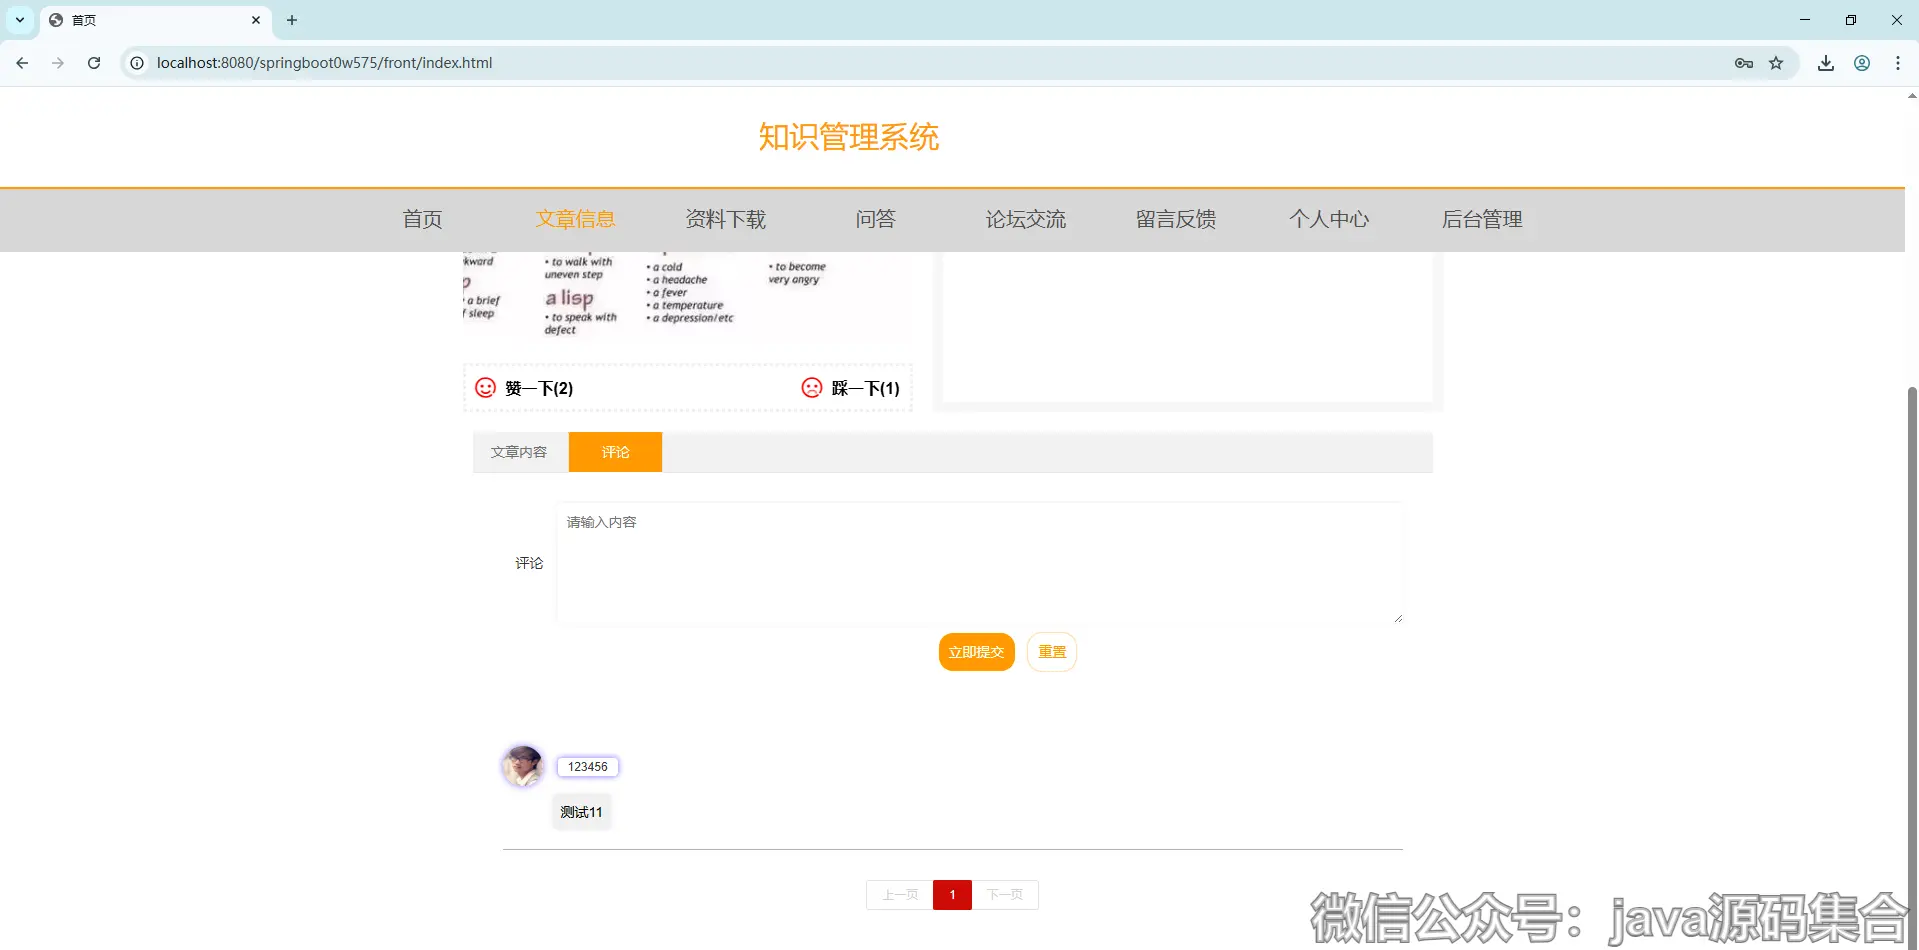 首页
localhost:8080/springboot0w575/front/index.html
知识管理系统
首页 文章信息 资料下载 问答 论坛交流 留言反馈 个人中心 后台管理
kward
a brief
f sleep
• to walk with
uneven step
a lisp
• to speak with
defect
• a cold
• a headache
• a fever
• a temperature
• a depression/etc
• to become
very angry
赞一下(2) 踩一下(1)
文章内容 评论
请输入内容
评论
立即提交 重置
123456
测试11
上一页 1 下一页
微信公众号：java源码集合